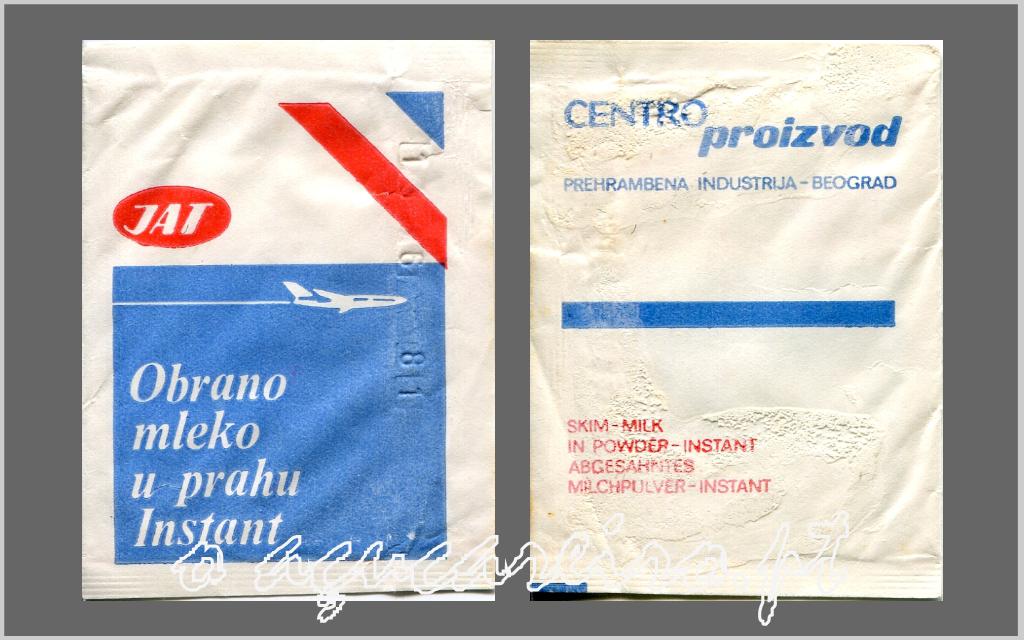 JAT
Obrano
mleko
u prahu
Instant
CENTRO
proizvod
PREHRAMBENA INDUSTRIJA-BEOGRAD
SKIM-MILK
IN POWDER-INSTANT
ABGESAHNTES
MILCHPULVER-INSTANT